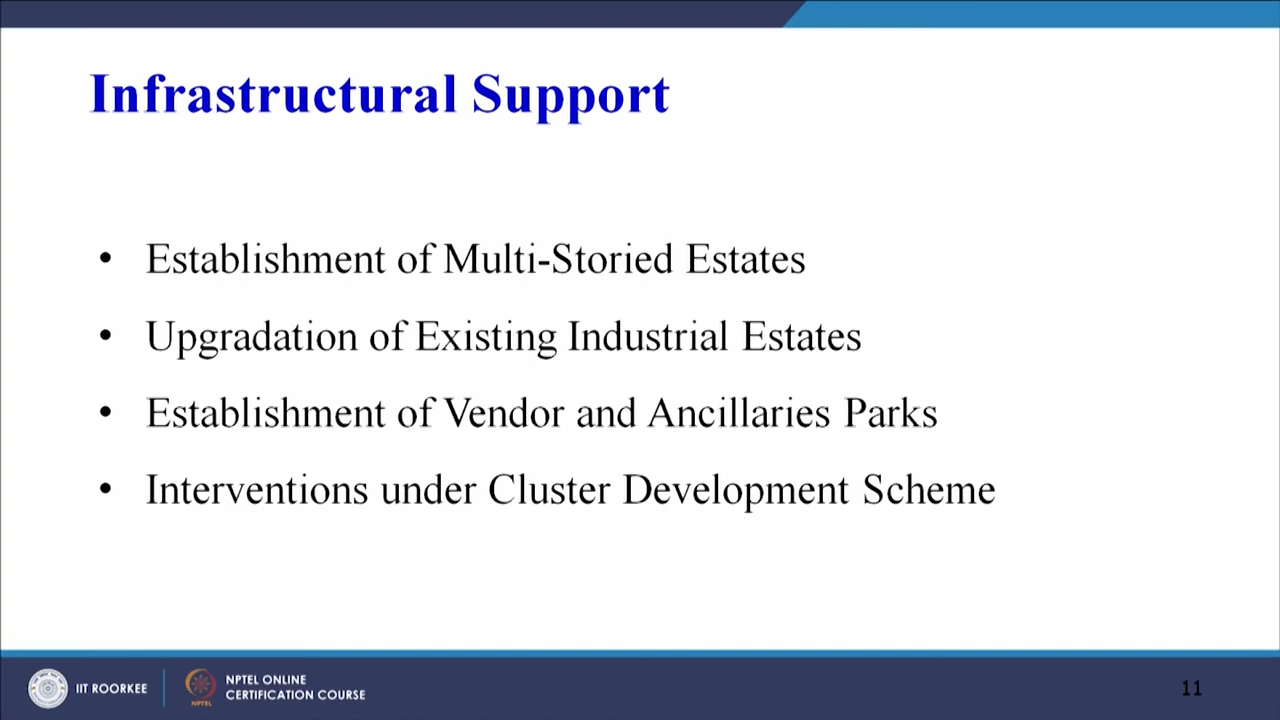 Infrastructural Support
• Establishment of Multi-Storied Estates
• Upgradation of Existing Industrial Estates
• Establishment of Vendor and Ancillaries Parks
• Interventions under Cluster Development Scheme
IIT ROORKEE
NPTEL
NPTEL ONLINE
CERTIFICATION COURSE
11